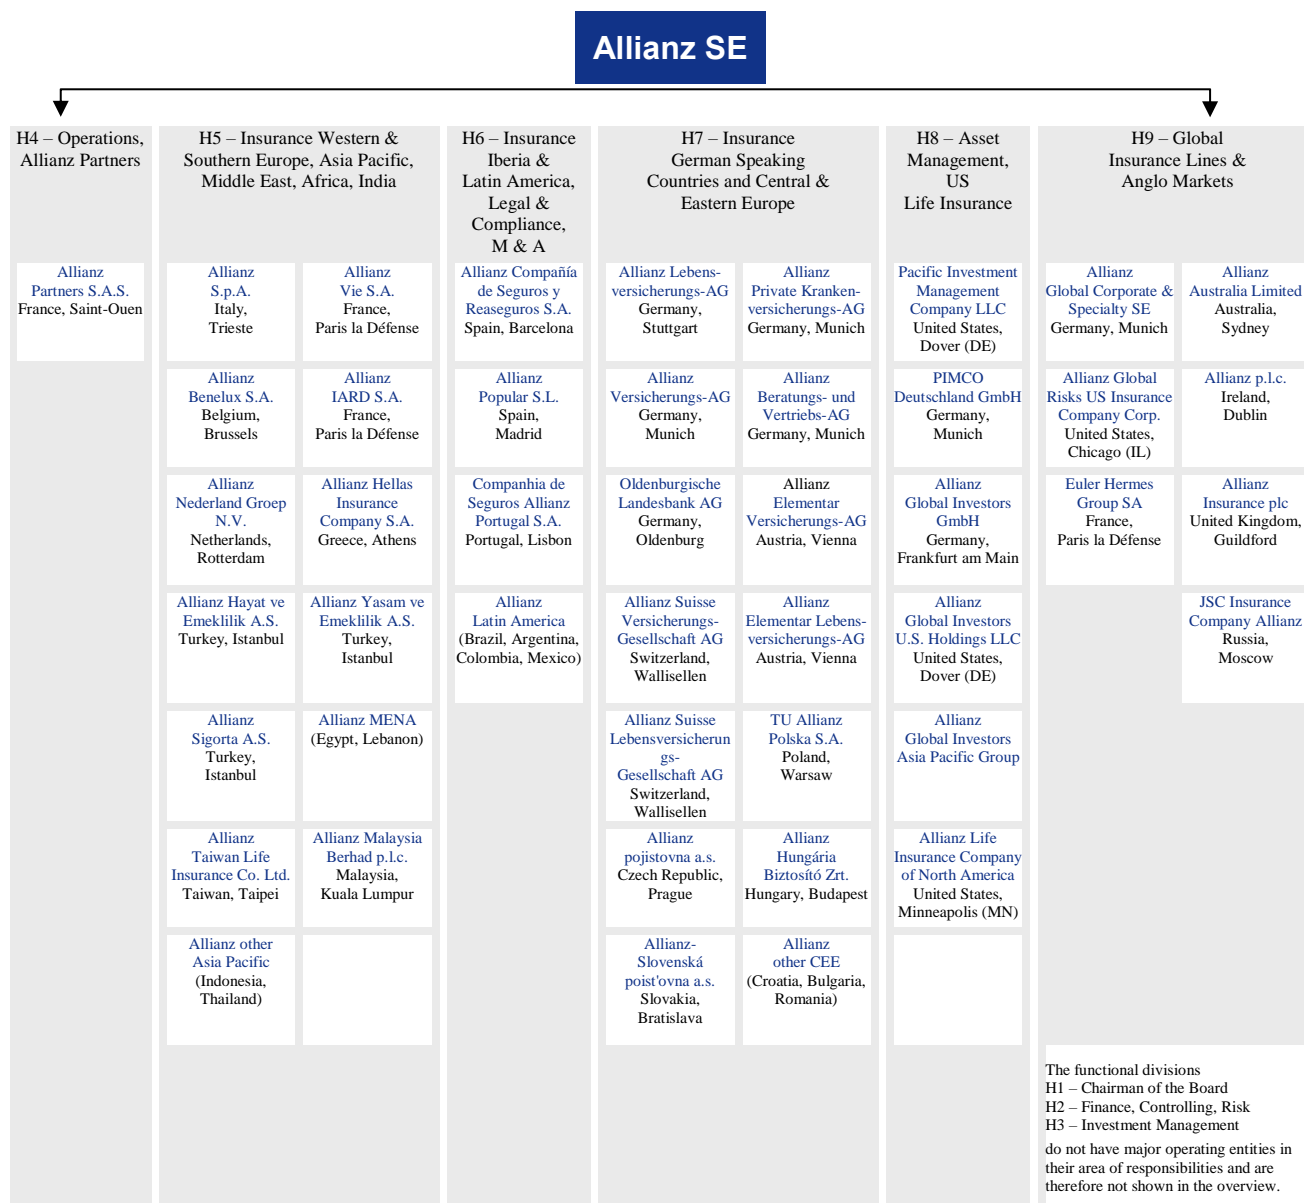 Allianz SE
H4 – Operations,
Allianz Partners
H5 – Insurance Western &
Southern Europe, Asia Pacific,
Middle East, Africa, India
H6 – Insurance
Iberia &
Latin America,
Legal &
Compliance,
M & A
H7 – Insurance
German Speaking
Countries and Central &
Eastern Europe
H8 – Asset
Management,
US
Life Insurance
H9 – Global
Insurance Lines &
Anglo Markets
Allianz
Partners S.A.S.
France, Saint-Ouen
Allianz
S.p.A.
Italy,
Trieste
Allianz
Vie S.A.
France,
Paris la Défense
Allianz
Benelux S.A.
Belgium,
Brussels
Allianz
IARD S.A.
France,
Paris la Défense
Allianz
Nederland Groep
N.V.
Netherlands,
Rotterdam
Allianz Hellas
Insurance
Company S.A.
Greece, Athens
Allianz Hayat ve
Emeklilik A.S.
Turkey, Istanbul
Allianz Yasam ve
Emeklilik A.S.
Turkey,
Istanbul
Allianz
Sigorta A.S.
Turkey,
Istanbul
Allianz MENA
(Egypt, Lebanon)
Allianz
Taiwan Life
Insurance Co. Ltd.
Taiwan, Taipei
Allianz Malaysia
Berhad p.l.c.
Malaysia,
Kuala Lumpur
Allianz other
Asia Pacific
(Indonesia,
Thailand)
Allianz Compañía
de Seguros y
Reaseguros S.A.
Spain, Barcelona
Allianz
Popular S.L.
Spain,
Madrid
Companhia de
Seguros Allianz
Portugal S.A.
Portugal, Lisbon
Allianz
Latin America
(Brazil, Argentina,
Colombia, Mexico)
Allianz Lebens-
versicherungs-AG
Germany,
Stuttgart
Allianz
Private Kranken-
versicherungs-AG
Germany, Munich
Allianz
Versicherungs-AG
Germany,
Munich
Allianz
Beratungs- und
Vertriebs-AG
Germany, Munich
Oldenburgische
Landesbank AG
Germany,
Oldenburg
Allianz
Elementar
Versicherungs-AG
Austria, Vienna
Allianz Suisse
Versicherungs-
Gesellschaft AG
Switzerland,
Wallisellen
Allianz
Elementar Lebens-
versicherungs-AG
Austria, Vienna
Allianz Suisse
Lebensversicherun
gs-
Gesellschaft AG
Switzerland,
Wallisellen
TU Allianz
Polska S.A.
Poland,
Warsaw
Allianz
pojistovna a.s.
Czech Republic,
Prague
Allianz
Hungária
Biztosító Zrt.
Hungary, Budapest
Allianz-
Slovenská
poist'ovna a.s.
Slovakia,
Bratislava
Allianz
other CEE
(Croatia, Bulgaria,
Romania)
Pacific Investment
Management
Company LLC
United States,
Dover (DE)
PIMCO
Deutschland GmbH
Germany,
Munich
Allianz
Global Investors
GmbH
Germany,
Frankfurt am Main
Allianz
Global Investors
U.S. Holdings LLC
United States,
Dover (DE)
Allianz
Global Investors
Asia Pacific Group
Allianz Life
Insurance Company
of North America
United States,
Minneapolis (MN)
Allianz
Global Corporate &
Specialty SE
Germany, Munich
Allianz
Australia Limited
Australia,
Sydney
Allianz Global
Risks US Insurance
Company Corp.
United States,
Chicago (IL)
Allianz p.l.c.
Ireland,
Dublin
Euler Hermes
Group SA
France,
Paris la Défense
Allianz
Insurance plc
United Kingdom,
Guildford
JSC Insurance
Company Allianz
Russia,
Moscow
The functional divisions
H1 – Chairman of the Board
H2 – Finance, Controlling, Risk
H3 – Investment Management
do not have major operating entities in
their area of responsibilities and are
therefore not shown in the overview.